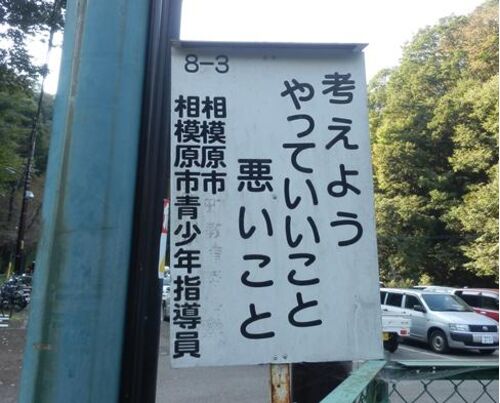 8-3
考えよう
やっていいこと
悪いこと
相模原市
相模原市青少年指導員